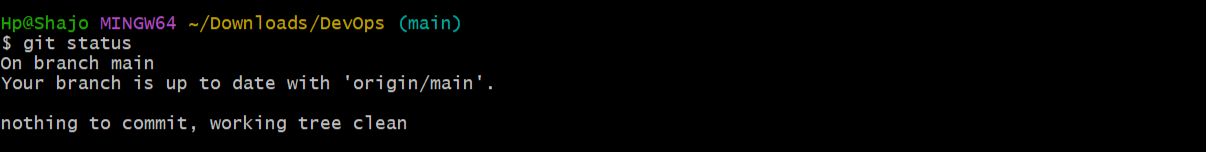 Hp@Shajo MINGW64 ~/Downloads/DevOps (main)
$ git status
On branch main
Your branch is up to date with 'origin/main'.
nothing to commit, working tree clean